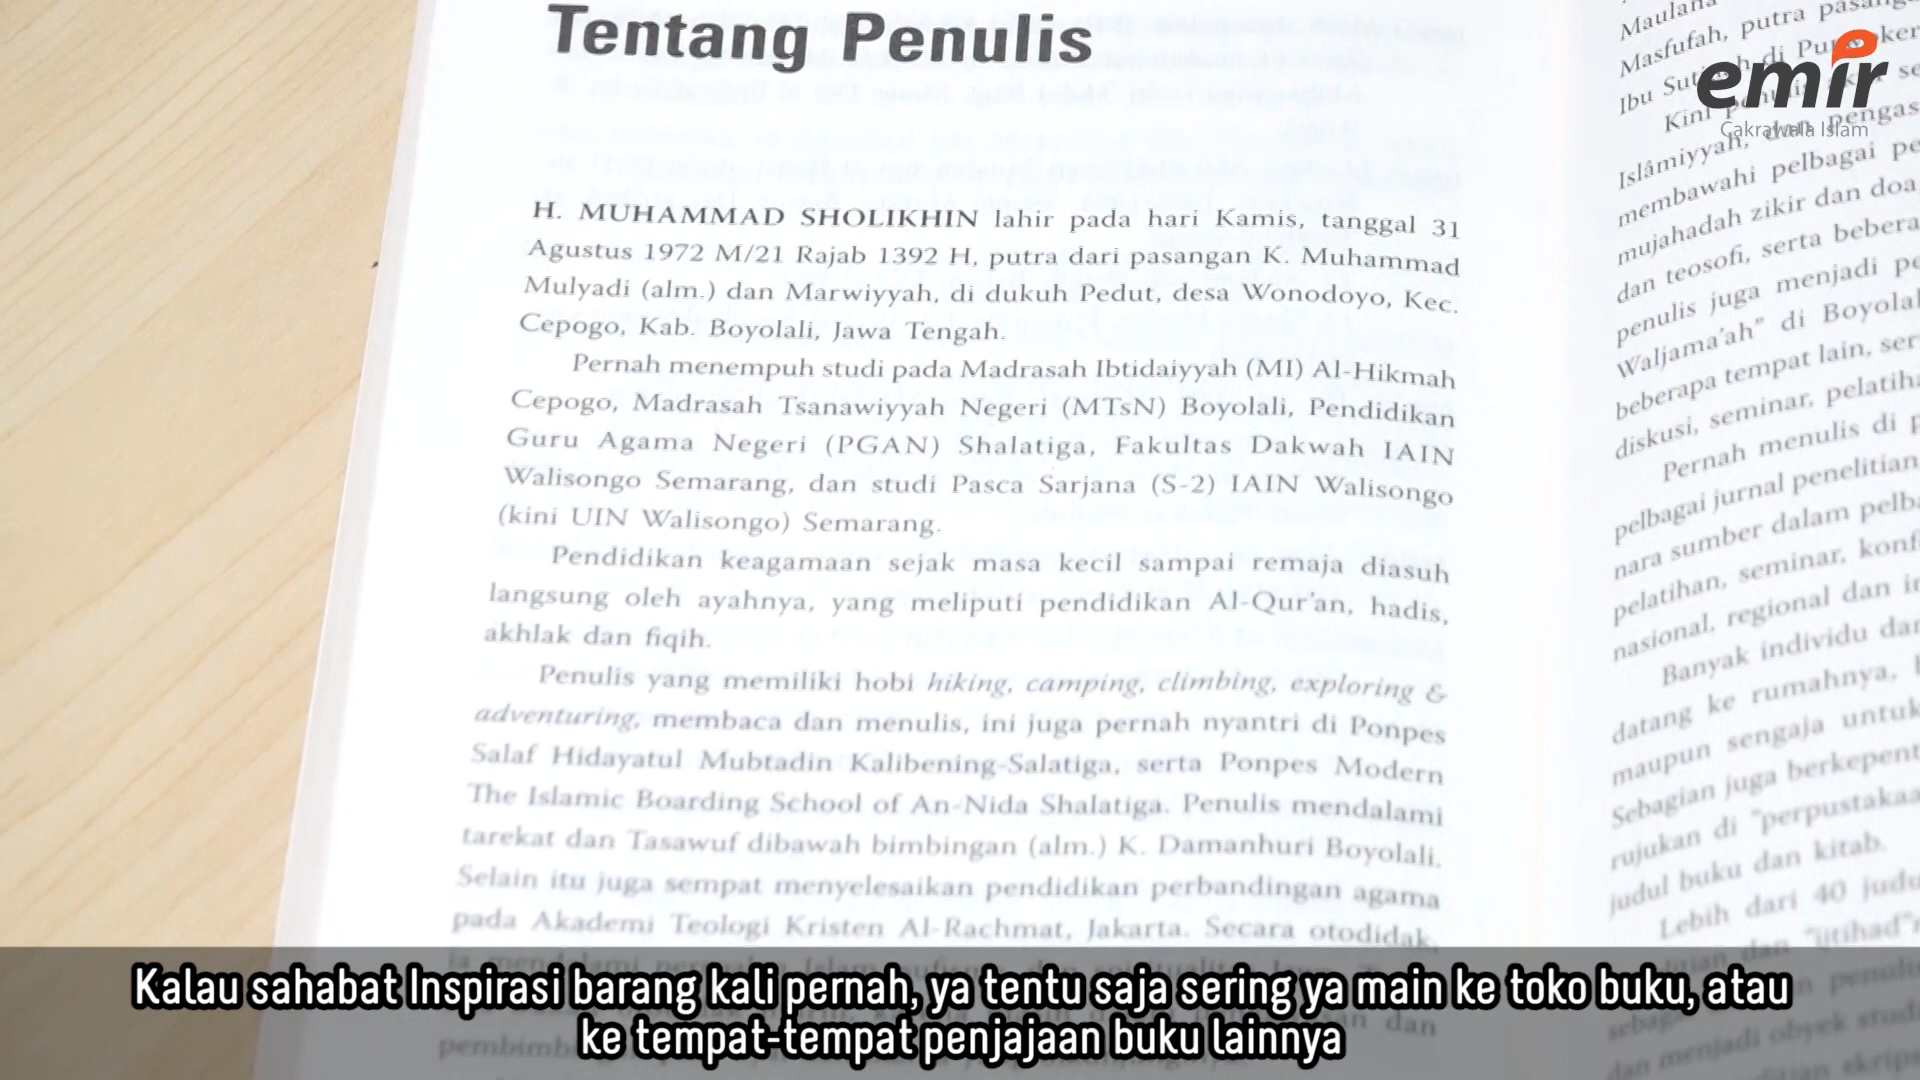 Tentang Penulis
H. MUHAMMAD SHOLIKHIN lahir pada hari Kamis, tanggal 31
Agustus 1972 M/21 Rajab 1392 H, putra dari pasangan K. Muhammad
Mulyadi (alm.) dan Marwiyyah, di dukuh Pedut, desa Wonodoyo, Kec.
Cepogo, Kab. Boyolali, Jawa Tengah.
Pernah menempuh studi pada Madrasah Ibtidaiyyah (MI) Al-Hikmah
Cepogo, Madrasah Tsanawiyyah Negeri (MTsN) Boyolali, Pendidikan
Guru Agama Negeri (PGAN) Shalatiga, Fakultas Dakwah IAIN
Walisongo Semarang, dan studi Pasca Sarjana (S-2) IAIN Walisongo
(kini UIN Walisongo) Semarang.
Pendidikan keagamaan sejak masa kecil sampai remaja diasuh
langsung oleh ayahnya, yang meliputi pendidikan Al-Qur'an, hadis,
akhlak dan fiqih.
Penulis yang memiliki hobi hiking, camping, climbing, exploring &
adventuring, membaca dan menulis, ini juga pernah nyantri di Ponpes
Salaf Hidayatul Mubtadin Kalibening-Salatiga, serta Ponpes Modern
The Islamic Boarding School of An-Nida Shalatiga. Penulis mendalami
tarekat dan Tasawuf dibawah bimbingan (alm.) K. Damanhuri Boyolali.
Selain itu juga sempat menyelesaikan pendidikan perbandingan agama
pada Akademi Teologi Kristen Al-Rachmat, Jakarta. Secara otodidak,
Maulana
Masfufah, putra
Ibu
Kini penulis
Islâmiyyah, dan pengas
membawahi pelbagai pe
mujahadah zikir dan doa
dan teosofi, serta bebera
penulis juga menjadi pe
Waljama'ah" di Boyolal
beberapa tempat lain, ser
diskusi, seminar, pelatiha
Pernah menulis di p
pelbagai jurnal penelitian
nara sumber dalam pelba
pelatihan, seminar, konf
nasional, regional dan in
Banyak individu dar
datang ke rumahnya,
maupun sengaja untuk
Sebagian juga berkepent
rujukan di "perpustakaa
judul buku dan kitab.
Lebih dari 40 judu
dan "ijtihad"
dan menjadi obyek stud
emir
Cakrawala Islam
Kalau sahabat Inspirasi barang kali pernah, ya tentu saja sering ya main ke toko buku, atau
ke tempat-tempat penjajaan buku lainnya